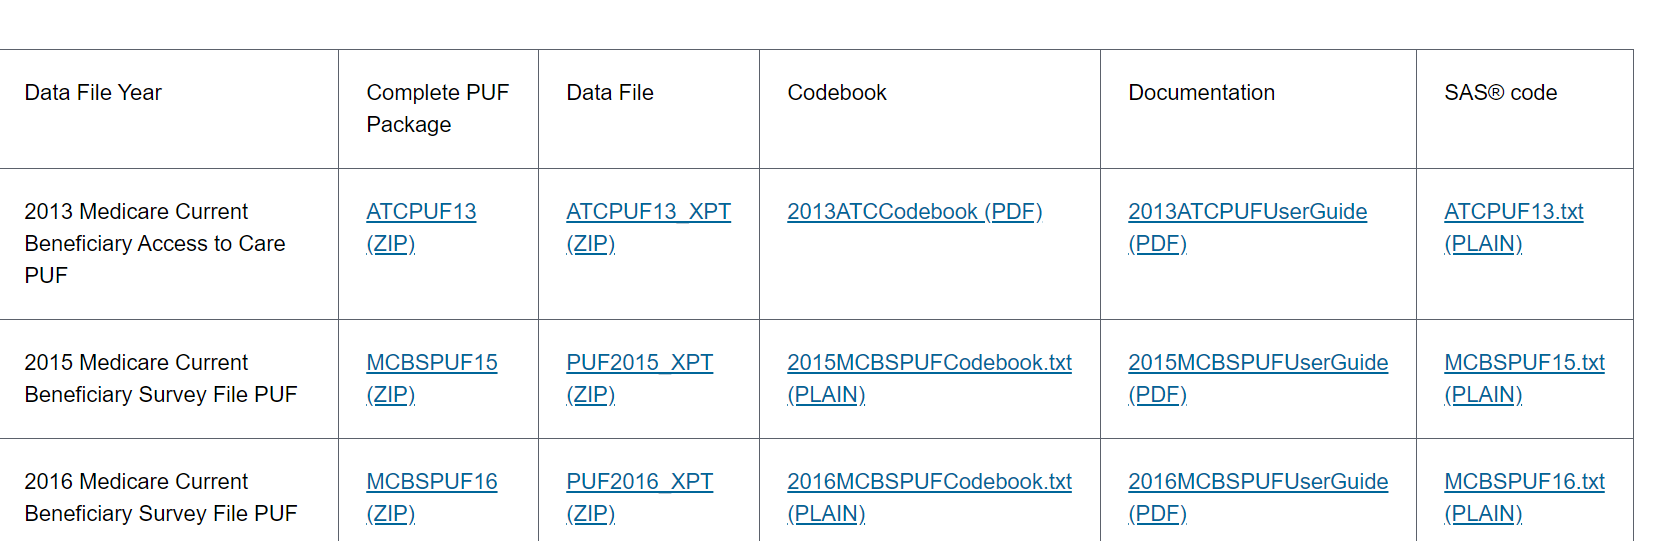 Data File Year
Complete PUF
Package
Data File
Codebook
Documentation
SAS® code
2013 Medicare Current
Beneficiary Access to Care
PUF
ATCPUF13
(ZIP)
ATCPUF13_XPT
(ZIP)
2013ATCCodebook (PDF)
2013ATCPUFUserGuide
(PDF)
ATCPUF13.txt
(PLAIN)
2015 Medicare Current
Beneficiary Survey File PUF
MCBSPUF15
(ZIP)
PUF2015_XPT
(ZIP)
2015MCBSPUFCodebook.txt
(PLAIN)
2015MCBSPUFUserGuide
(PDF)
MCBSPUF15.txt
(PLAIN)
2016 Medicare Current
Beneficiary Survey File PUF
MCBSPUF16
(ZIP)
PUF2016_XPT
(ZIP)
2016MCBSPUFCodebook.txt
(PLAIN)
2016MCBSPUFUserGuide
(PDF)
MCBSPUF16.txt
(PLAIN)